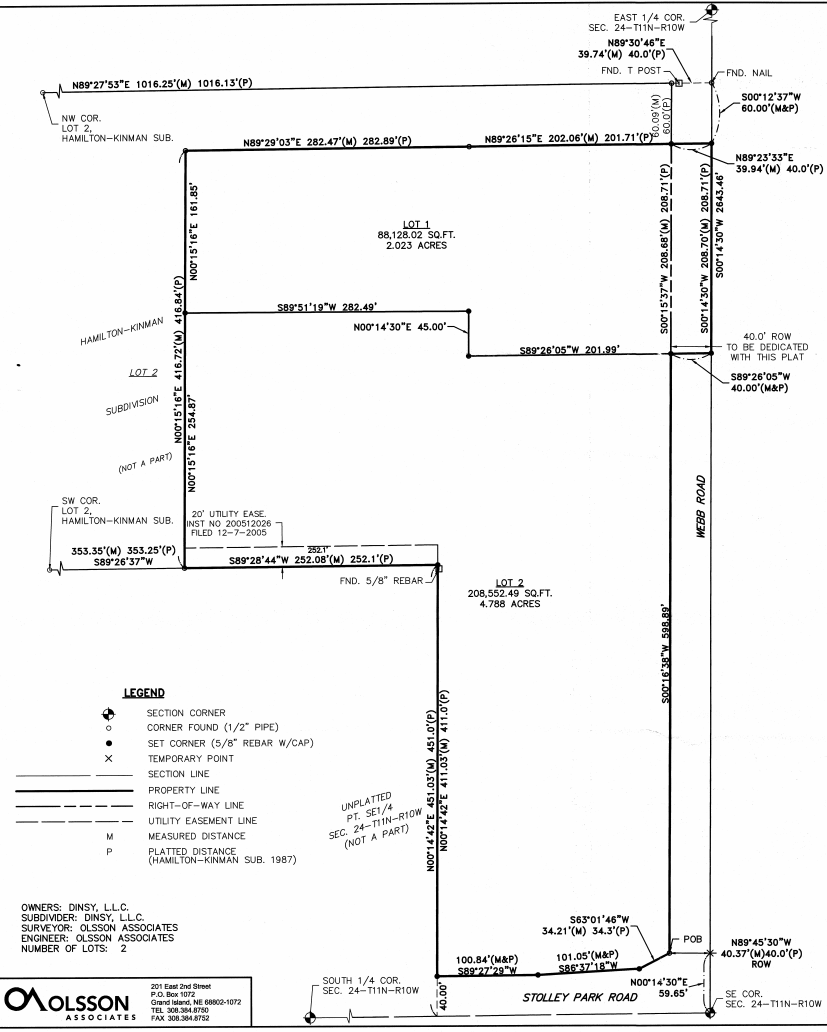 EAST 1/4 COR.
SEC. 24-T11N-R10W
N89°30'46"E
39.74'(M) 40.0'(P)
FND. T POST
FND. NAIL
N89°27'53"E 1016.25'(M) 1016.13'(P)
S00°12'37"W
60.00'(M&P)
60.09'(M)
60.0'(P)
NW COR.
LOT 2,
HAMILTON-KINMAN SUB.
N89°29'03"E 282.47'(M) 282.89'(P)
N89°26'15"E 202.06'(M) 201.71'(P)
N89°23'33"E
39.94'(M) 40.0'(P)
N00°15'16"E 161.85'
LOT 1
88,128.02 SQ.FT.
2.023 ACRES
S00°15'37"W 208.68'(M) 208.71'(P)
S00°14'30"W 208.70'(M) 208.71'(P)
S00°14'30"W 2643.46'
S89°51'19"W 282.49'
N00°14'30"E 45.00'
S89°26'05"W 201.99'
40.0' ROW
TO BE DEDICATED
WITH THIS PLAT
S89°26'05"W
40.00'(M&P)
HAMILTON-KINMAN
LOT 2
SUBDIVISION
(NOT A PART)
N00°15'16"E 416.72'(M) 416.84'(P)
N00°15'16"E 254.87'
WEBB ROAD
SW COR.
LOT 2,
HAMILTON-KINMAN SUB.
20' UTILITY EASE.
INST NO 200512026
FILED 12-7-2005
353.35'(M) 353.25'(P)
S89°26'37"W
252.1'
S89°28'44"W 252.08'(M) 252.1'(P)
FND. 5/8" REBAR
LOT 2
208,552.49 SQ.FT.
4.788 ACRES
S00°16'38"W 598.89'
LEGEND
SECTION CORNER
CORNER FOUND (1/2" PIPE)
SET CORNER (5/8" REBAR W/CAP)
TEMPORARY POINT
SECTION LINE
PROPERTY LINE
RIGHT-OF-WAY LINE
UTILITY EASEMENT LINE
M MEASURED DISTANCE
P PLATTED DISTANCE
(HAMILTON-KINMAN SUB. 1987)
UNPLATTED
PT. SE1/4
SEC. 24-T11N-R10W
(NOT A PART)
N00°14'42"E 451.03'(M) 451.0'(P)
N00°14'42"E 411.03'(M) 411.0'(P)
OWNERS: DINSY, L.L.C.
SUBDIVIDER: DINSY, L.L.C.
SURVEYOR: OLSSON ASSOCIATES
ENGINEER: OLSSON ASSOCIATES
NUMBER OF LOTS: 2
S63°01'46"W
34.21'(M) 34.3'(P)
POB
N89°45'30"W
40.37'(M)40.0'(P)
ROW
100.84'(M&P)
S89°27'29"W
101.05'(M&P)
S86°37'18"W
N00°14'30"E
59.65'
40.00'
SOUTH 1/4 COR.
SEC. 24-T11N-R10W
STOLLEY PARK ROAD
SE COR.
SEC. 24-T11N-R10W
OLSSON
ASSOCIATES
201 East 2nd Street
P.O. Box 1072
Grand Island, NE 68802-1072
TEL 308.384.8750
FAX 308.384.8752